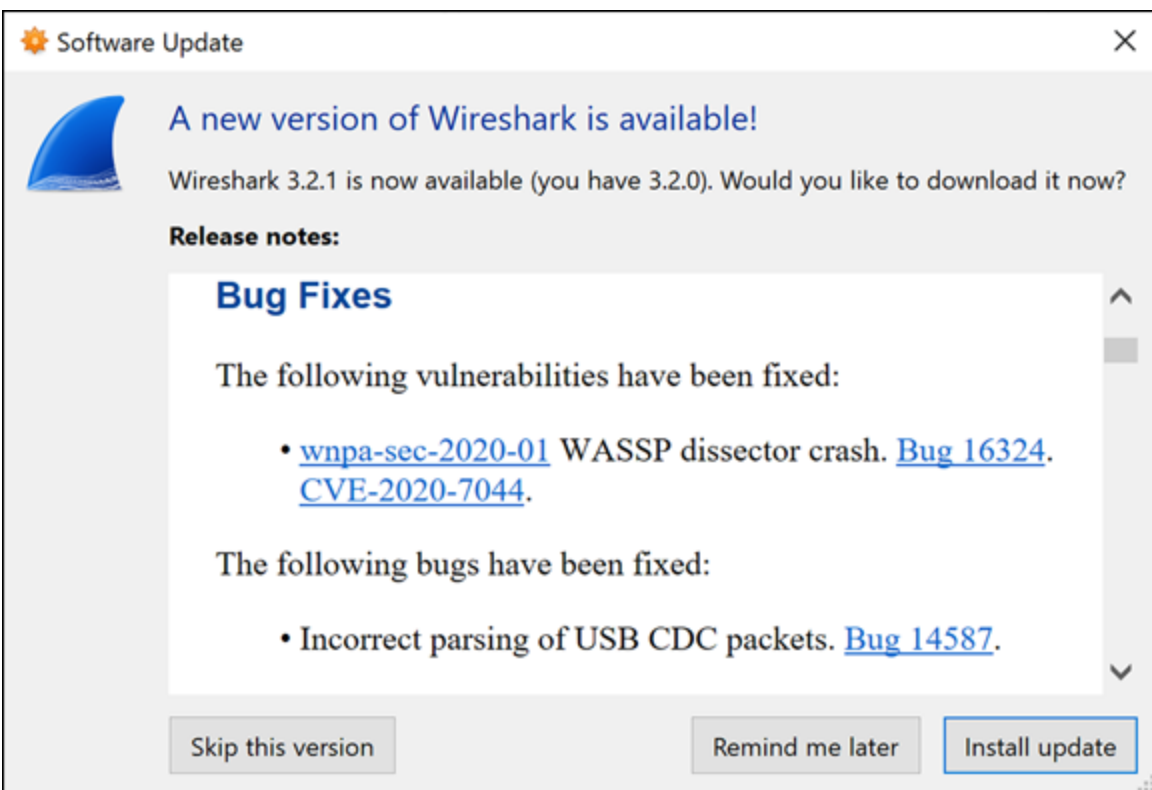 Software Update
A new version of Wireshark is available!
Wireshark 3.2.1 is now available (you have 3.2.0). Would you like to download it now?
Release notes:
Bug Fixes
The following vulnerabilities have been fixed:
• wnpa-sec-2020-01 WASSP dissector crash. Bug 16324.
CVE-2020-7044.
The following bugs have been fixed:
• Incorrect parsing of USB CDC packets. Bug 14587.
Skip this version Remind me later Install update